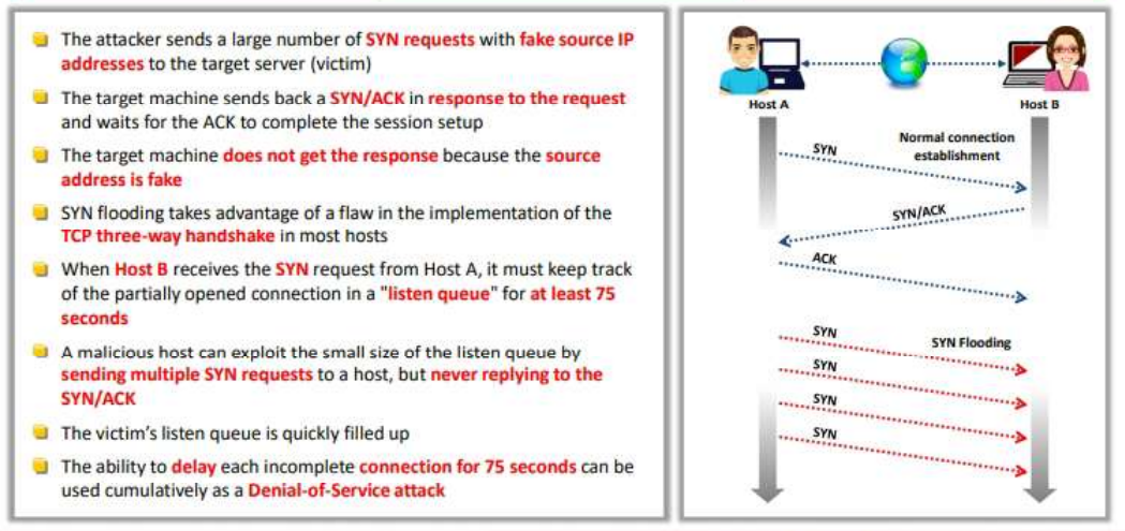 The attacker sends a large number of SYN requests with fake source IP
addresses to the target server (victim)
The target machine sends back a SYN/ACK in response to the request
and waits for the ACK to complete the session setup
The target machine does not get the response because the source
address is fake
SYN flooding takes advantage of a flaw in the implementation of the
TCP three-way handshake in most hosts
When Host B receives the SYN request from Host A, it must keep track
of the partially opened connection in a "listen queue" for at least 75
seconds
A malicious host can exploit the small size of the listen queue by
sending multiple SYN requests to a host, but never replying to the
SYN/ACK
The victim's listen queue is quickly filled up
The ability to delay each incomplete connection for 75 seconds can be
used cumulatively as a Denial-of-Service attack
Host A
Host B
Normal connection
establishment
SYN
SYN/ACK
ACK
SYN
SYN Flooding
SYN
SYN
SYN